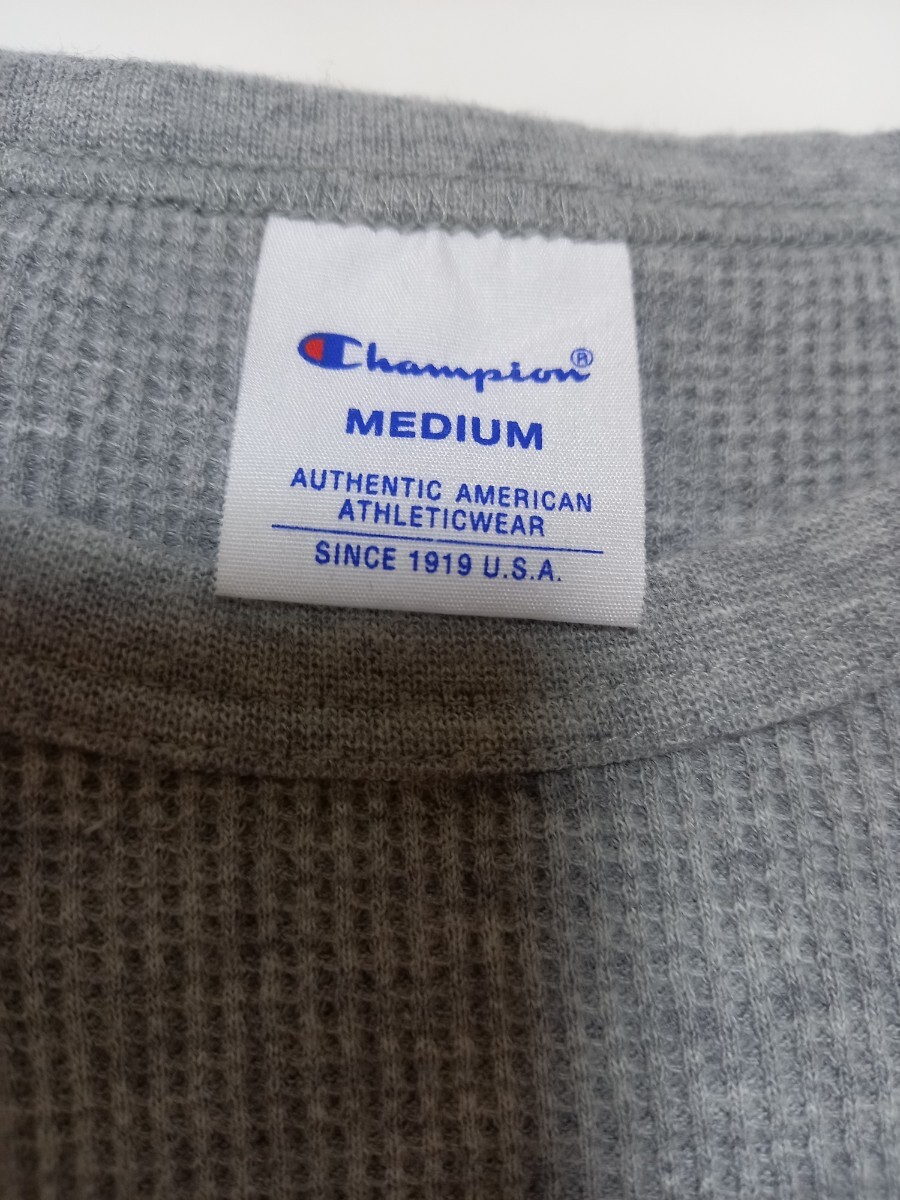 Champion®
MEDIUM
AUTHENTIC AMERICAN
ATHLETICWEAR
SINCE 1919 U.S.A.